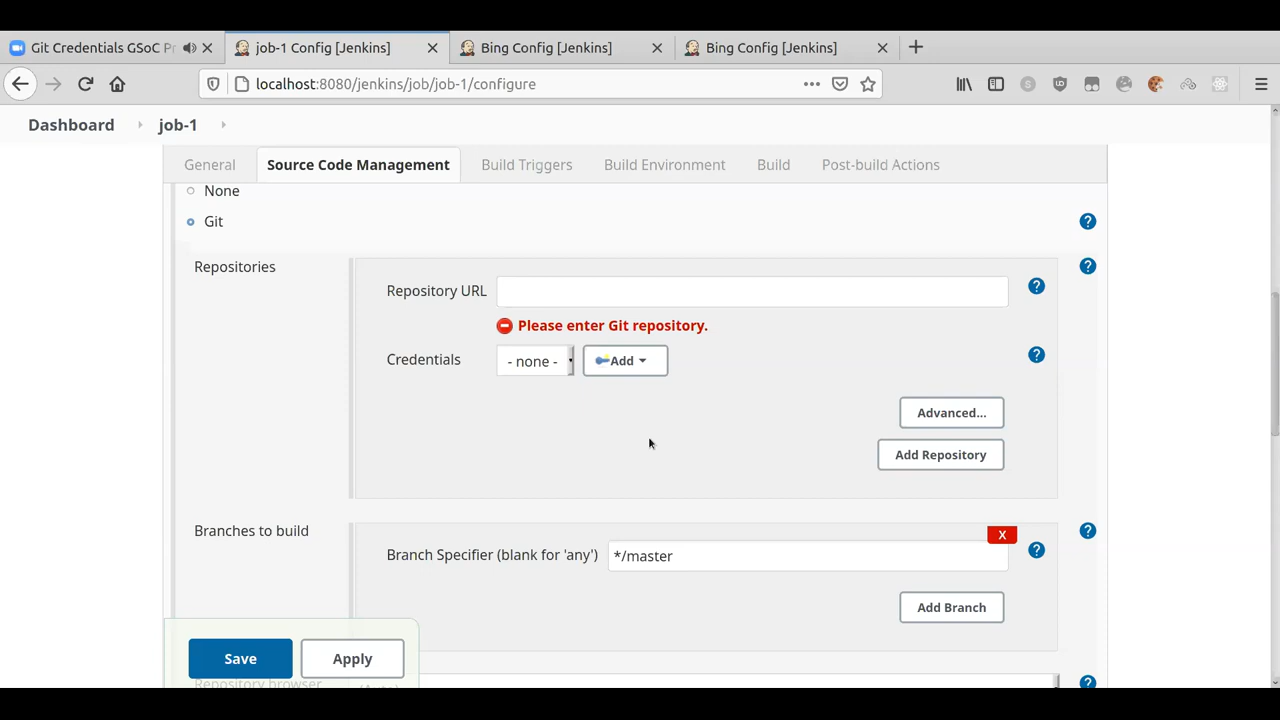 Git Credentials GSoC Pr
job-1 Config [Jenkins]
Bing Config [Jenkins]
Bing Config [Jenkins]
localhost:8080/jenkins/job/job-1/configure
Dashboard
job-1
General
Source Code Management
Build Triggers
Build Environment
Build
Post-build Actions
None
Git
Repositories
Repository URL
Please enter Git repository.
Credentials
- none -
Add
Advanced...
Add Repository
Branches to build
X
Branch Specifier (blank for 'any')
*/master
Add Branch
Save
Apply
Repository browser
(Auto)